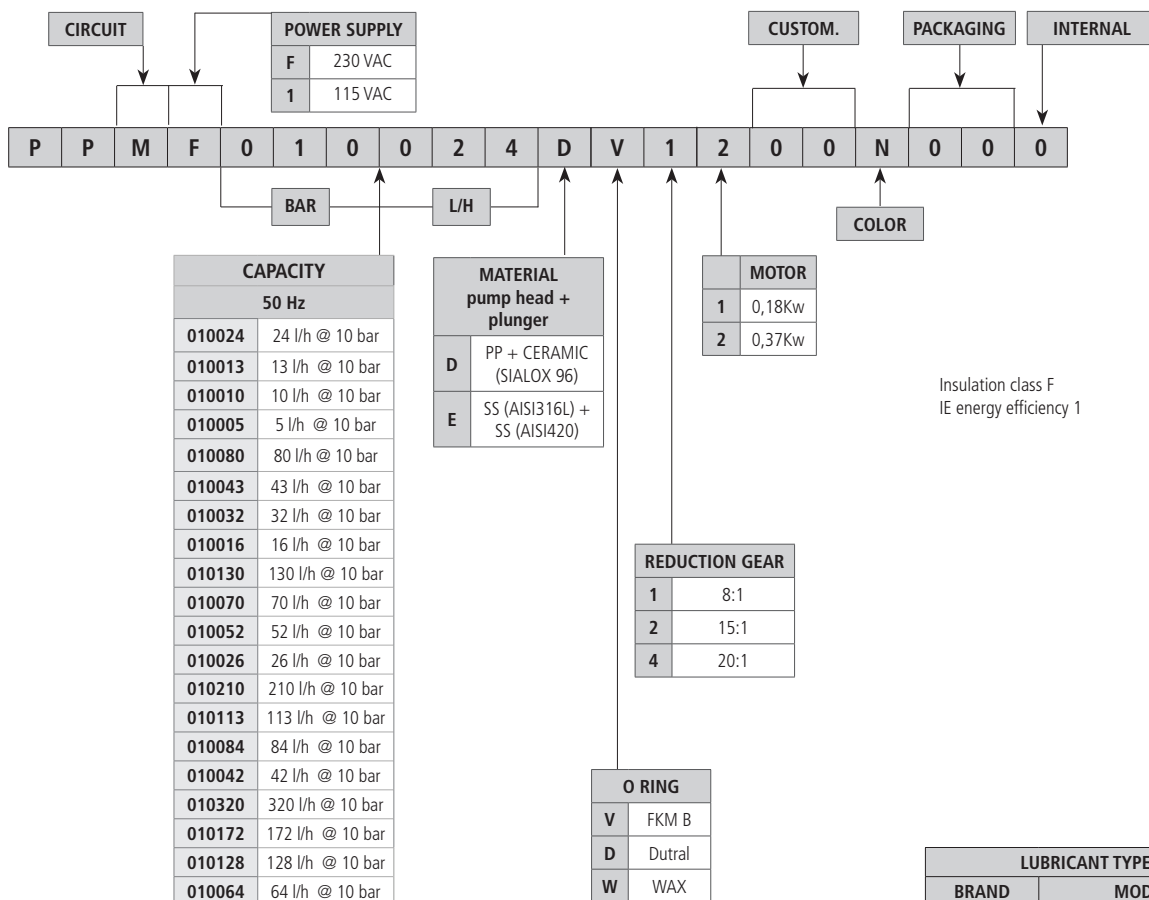 CIRCUIT
POWER SUPPLY
F 230 VAC
1 115 VAC
CUSTOM.
PACKAGING
INTERNAL
P P M F 0 1 0 0 2 4 D V 1 2 0 0 N 0 0 0
BAR
L/H
COLOR
CAPACITY
50 Hz
010024 24 l/h @ 10 bar
010013 13 l/h @ 10 bar
010010 10 l/h @ 10 bar
010005 5 l/h @ 10 bar
010080 80 l/h @ 10 bar
010043 43 l/h @ 10 bar
010032 32 l/h @ 10 bar
010016 16 l/h @ 10 bar
010130 130 l/h @ 10 bar
010070 70 l/h @ 10 bar
010052 52 l/h @ 10 bar
010026 26 l/h @ 10 bar
010210 210 l/h @ 10 bar
010113 113 l/h @ 10 bar
010084 84 l/h @ 10 bar
010042 42 l/h @ 10 bar
010320 320 l/h @ 10 bar
010172 172 l/h @ 10 bar
010128 128 l/h @ 10 bar
010064 64 l/h @ 10 bar
MATERIAL
pump head +
plunger
D PP + CERAMIC
(SIALOX 96)
E SS (AISI316L) +
SS (AISI420)
MOTOR
1 0,18Kw
2 0,37Kw
Insulation class F
IE energy efficiency 1
REDUCTION GEAR
1 8:1
2 15:1
4 20:1
O RING
V FKM B
D Dutral
W WAX
LUBRICANT TYPE
BRAND MOD